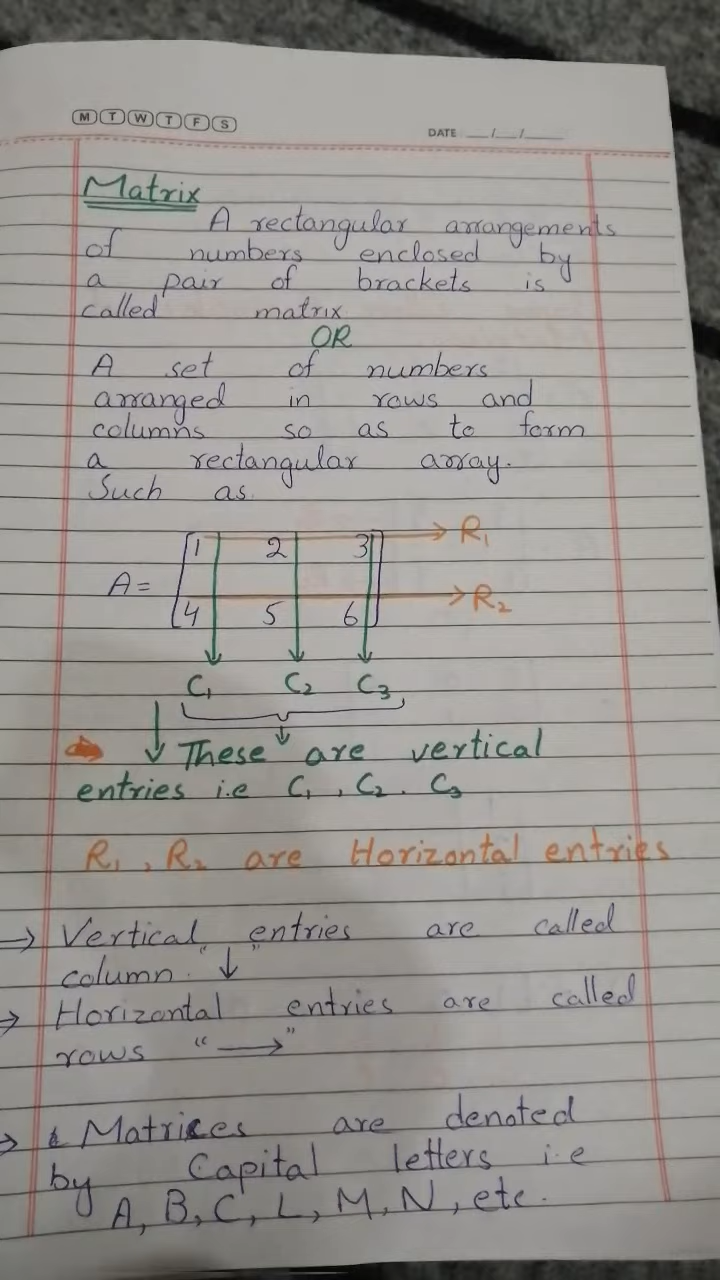 M T W T F S
DATE __/__/____
Matrix
A rectangular arrangements
of numbers enclosed by
a pair of brackets is
called matrix
OR
A set of numbers
arranged in rows and
columns so as to form
a rectangular array.
Such as.
1 2 3 → R₁
A =
4 5 6 → R₂
C₁ C₂ C₃
These are vertical
entries i.e C₁, C₂. C₃
R₁, R₂ are Horizontal entries
→ Vertical entries are called
column. "↓"
→ Horizontal entries are called
rows "→"
→ Matrices are denoted
by Capital letters i.e
A, B, C, L, M, N, etc.